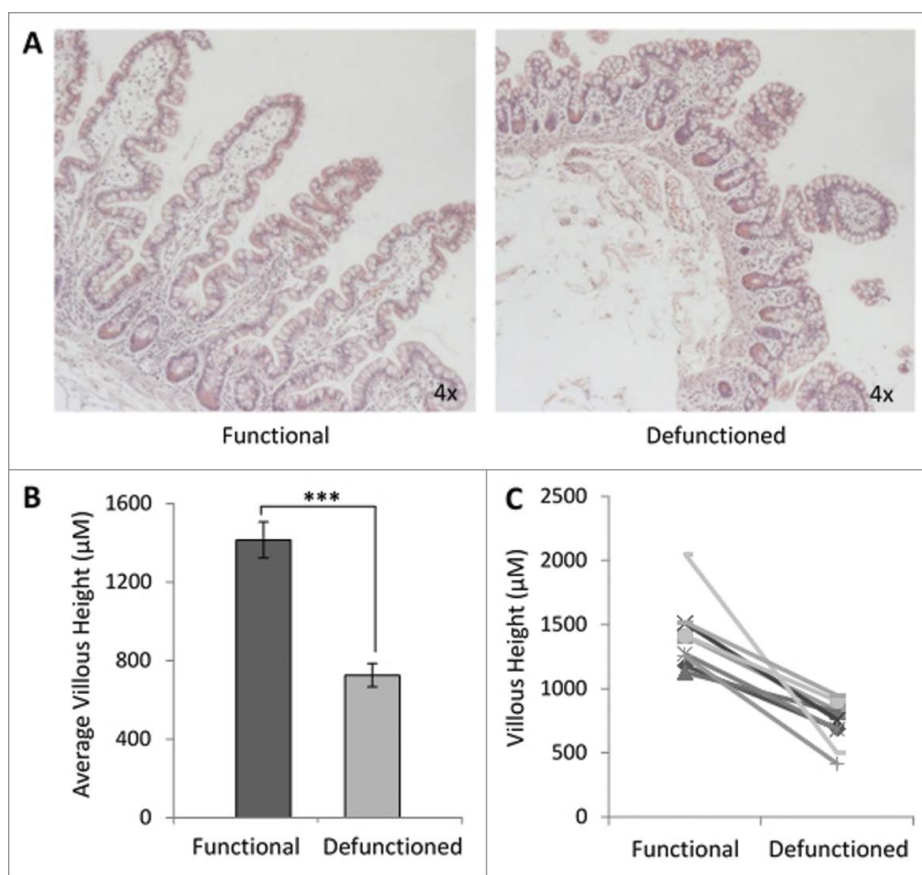 A
4x
4x
Functional
Defunctioned
B
Average Villous Height (µM)
1600
1200
800
400
0
***
Functional
Defunctioned
C
Villous Height (µM)
2500
2000
1500
1000
500
0
Functional
Defunctioned